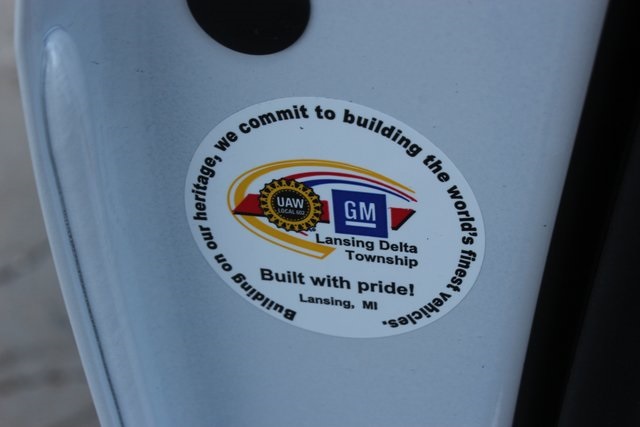 Building on our heritage, we commit to building the world's finest vehicles.
UAW
LOCAL 602
GM
Lansing Delta
Township
Built with pride!
Lansing, MI